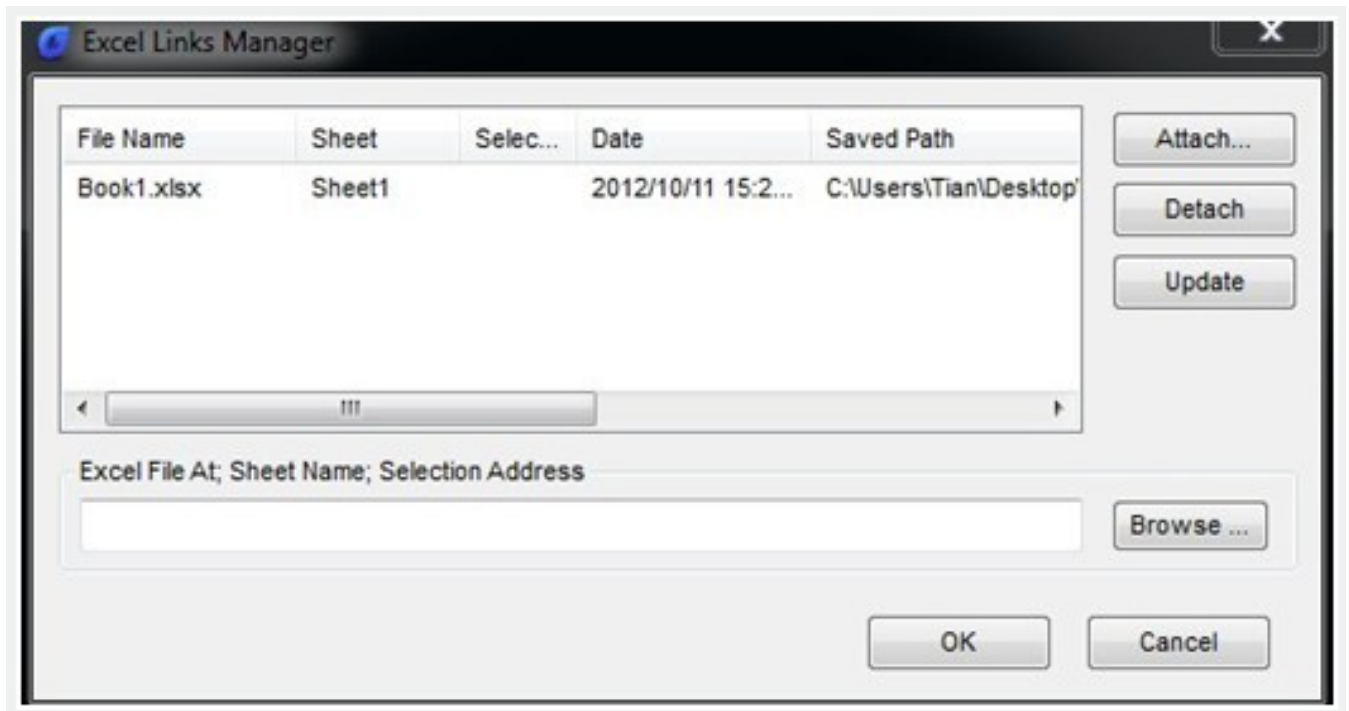 Excel Links Manager
File Name Sheet Selec... Date Saved Path
Book1.xlsx Sheet1 2012/10/11 15:2... C:\Users\Tian\Desktop\
Attach...
Detach
Update
Excel File At; Sheet Name; Selection Address
Browse ...
OK Cancel